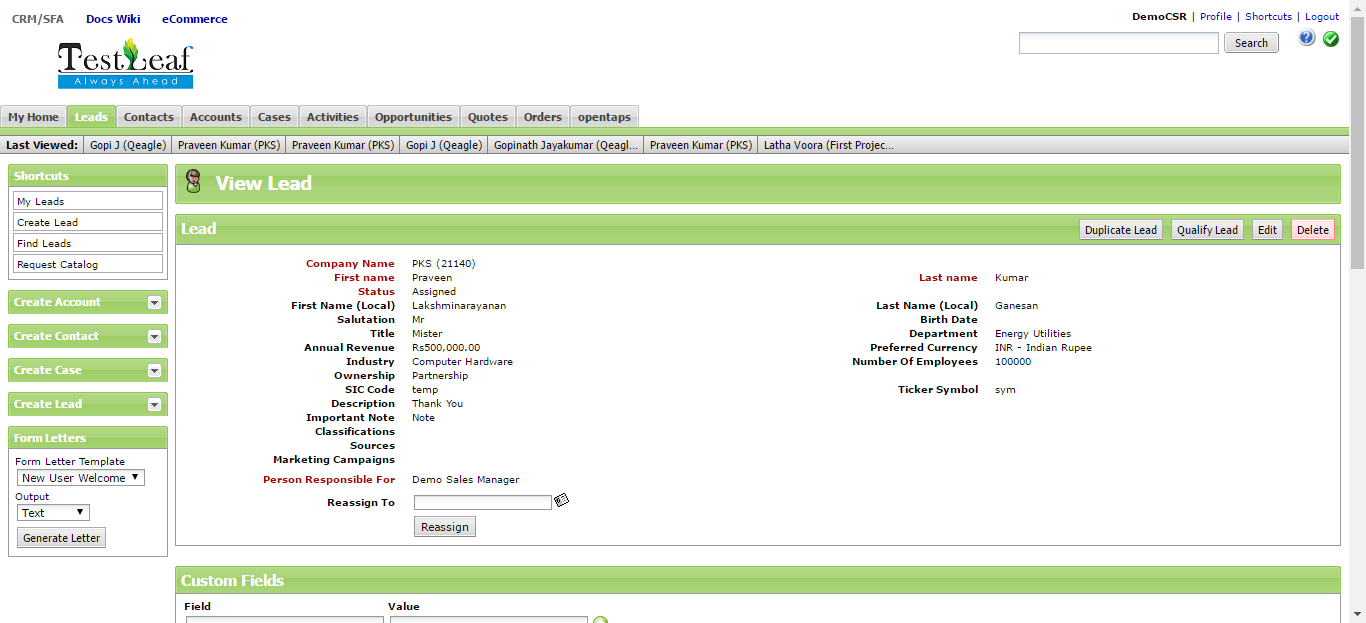 CRM/SFA Docs Wiki eCommerce
DemoCSR | Profile | Shortcuts | Logout
Search
TestLeaf
Always Ahead
My Home Leads Contacts Accounts Cases Activities Opportunities Quotes Orders opentaps
Last Viewed: Gopi J (Qeagle) Praveen Kumar (PKS) Praveen Kumar (PKS) Gopi J (Qeagle) Gopinath Jayakumar (Qeagl... Praveen Kumar (PKS) Latha Voora (First Projec...
Shortcuts
My Leads
Create Lead
Find Leads
Request Catalog
Create Account
Create Contact
Create Case
Create Lead
Form Letters
Form Letter Template
New User Welcome
Output
Text
Generate Letter
View Lead
Lead Duplicate Lead Qualify Lead Edit Delete
Company Name PKS (21140)
First name Praveen Last name Kumar
Status Assigned
First Name (Local) Lakshminarayanan Last Name (Local) Ganesan
Salutation Mr Birth Date
Title Mister Department Energy Utilities
Annual Revenue Rs500,000.00 Preferred Currency INR - Indian Rupee
Industry Computer Hardware Number Of Employees 100000
Ownership Partnership
SIC Code temp Ticker Symbol sym
Description Thank You
Important Note Note
Classifications
Sources
Marketing Campaigns
Person Responsible For Demo Sales Manager
Reassign To
Reassign
Custom Fields
Field Value